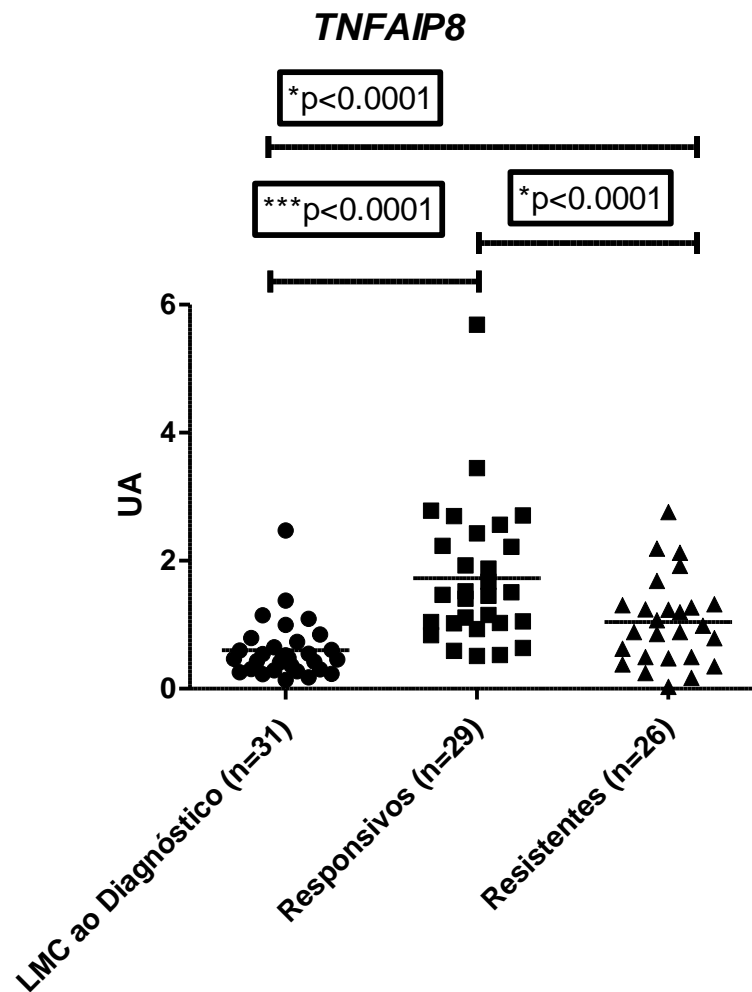 TNFAIP8
*p<0.0001
***p<0.0001
*p<0.0001
6
4
2
0
UA
LMC ao Diagnóstico (n=31)
Responsivos (n=29)
Resistentes (n=26)